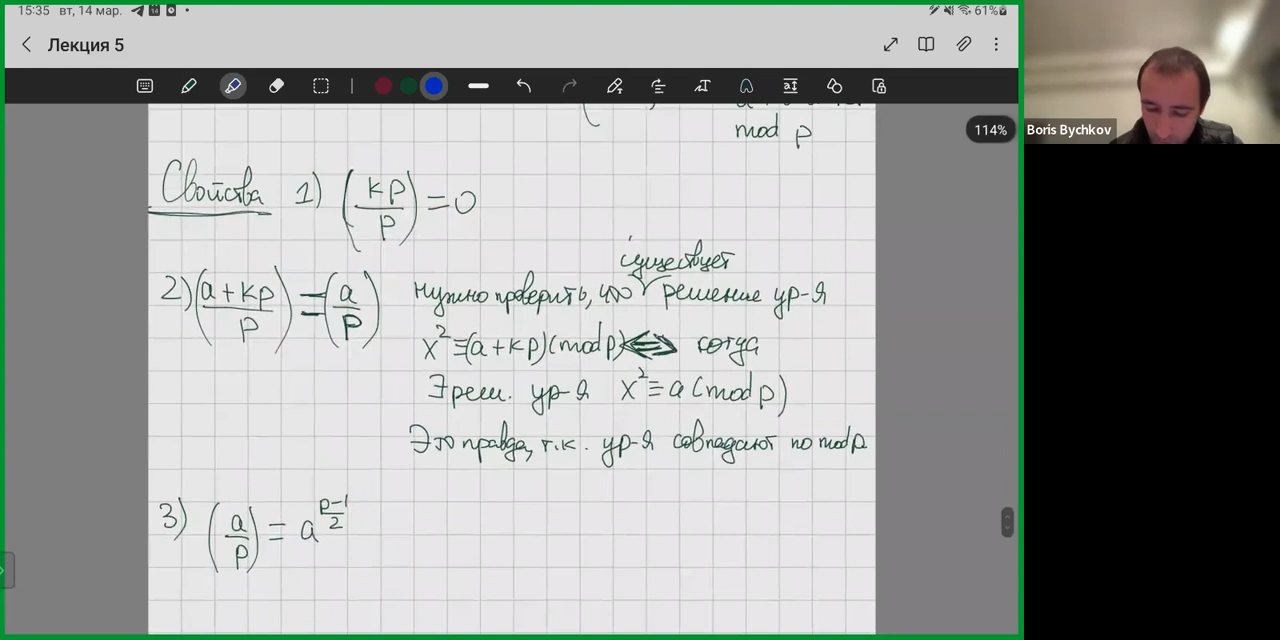 15:35 вт, 14 мар.
61%
Лекция 5
mod p
114%
Boris Bychkov
Свойства 1) (kp/p) = 0
существует
2) (a+kp/p) = (a/p) нужно проверить, что решение ур-я
x² ≡ (a+kp) (mod p) <=> когда
∃ реш. ур-я x² ≡ a (mod p)
Это правда, т.к. ур-я совпадают по mod p
3) (a/p) = a^(p-1/2)